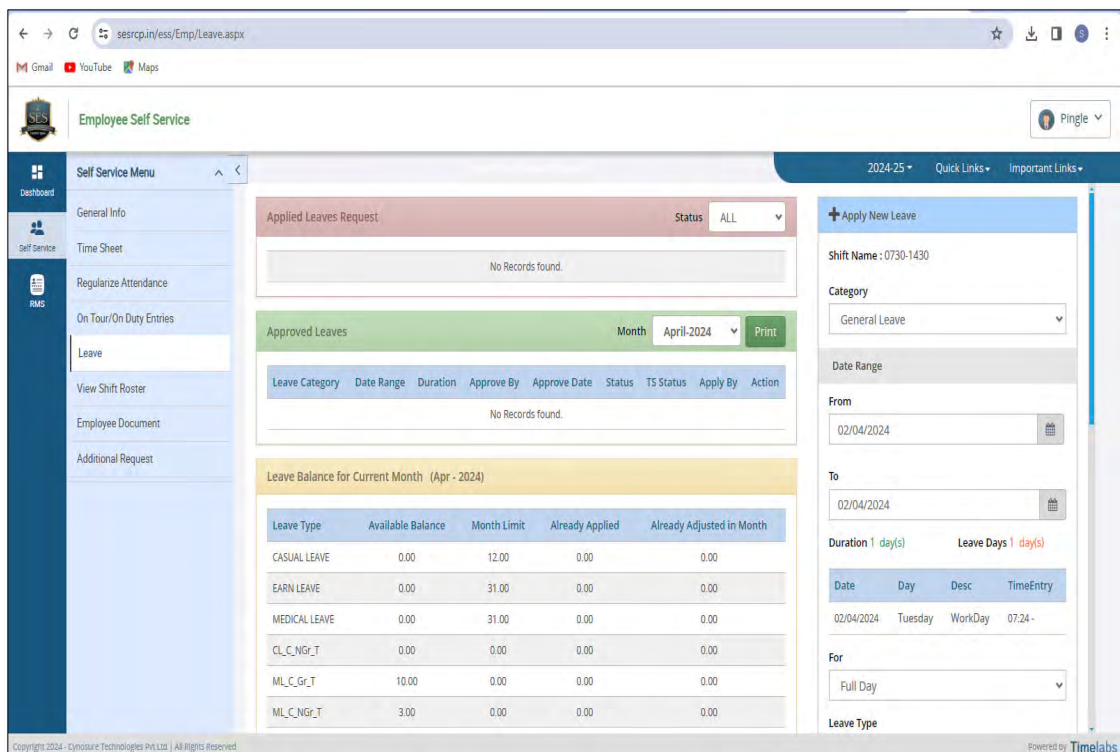 sesrcp.in/ess/Emp/Leave.aspx
S
Gmail YouTube Maps
SES
Employee Self Service
Pingle
2024-25 Quick Links Important Links
Dashboard
Self Service
RMS
Self Service Menu
General Info
Time Sheet
Regularize Attendance
On Tour/On Duty Entries
Leave
View Shift Roster
Employee Document
Additional Request
Applied Leaves Request Status ALL
No Records found.
Approved Leaves Month April-2024 Print
Leave Category Date Range Duration Approve By Approve Date Status TS Status Apply By Action
No Records found.
Leave Balance for Current Month (Apr - 2024)
Leave Type Available Balance Month Limit Already Applied Already Adjusted in Month
CASUAL LEAVE 0.00 12.00 0.00 0.00
EARN LEAVE 0.00 31.00 0.00 0.00
MEDICAL LEAVE 0.00 31.00 0.00 0.00
CL_C_NGr_T 0.00 0.00 0.00 0.00
ML_C_Gr_T 10.00 0.00 0.00 0.00
ML_C_NGr_T 3.00 0.00 0.00 0.00
Apply New Leave
Shift Name : 0730-1430
Category
General Leave
Date Range
From
02/04/2024
To
02/04/2024
Duration 1 day(s) Leave Days 1 day(s)
Date Day Desc TimeEntry
02/04/2024 Tuesday WorkDay 07:24 -
For
Full Day
Leave Type
Copyright 2024 - Cynosure Technologies Pvt.Ltd | All Rights Reserved
Powered by Timelabs